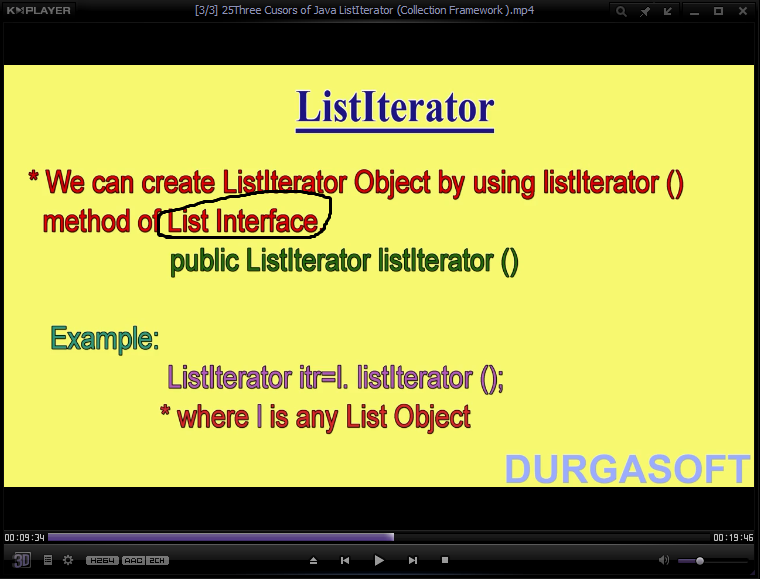 KMPLAYER
[3/3] 25Three Cusors of Java ListIterator (Collection Framework ).mp4
ListIterator
* We can create ListIterator Object by using listIterator ()
method of List Interface.
public ListIterator listIterator ()
Example:
ListIterator itr=l. listIterator ();
* where l is any List Object
DURGASOFT
00:09:34
00:19:46
3D
H264
AAC
2CH